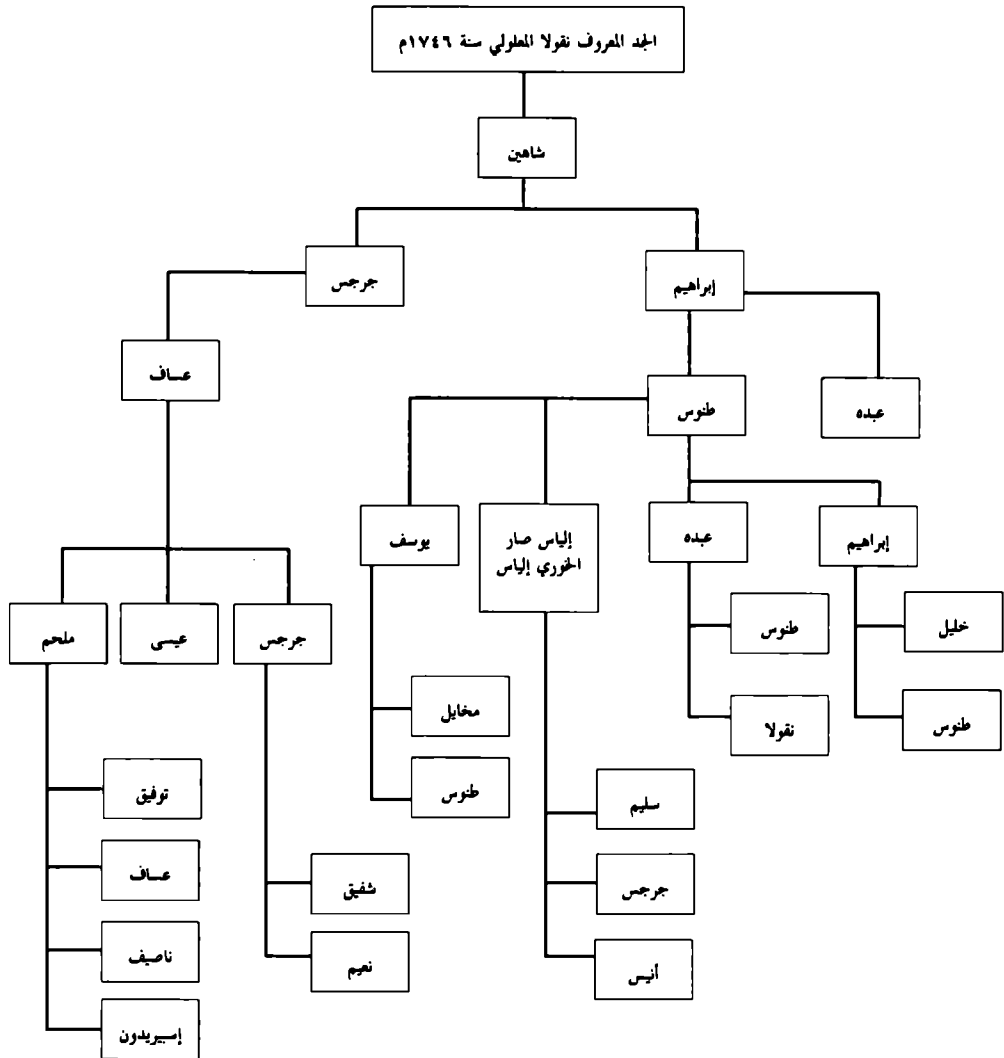 الجد المعروف نقولا المعلولي سنة ١٧٤٦م
شاهين
إبراهيم
جرجس
عساف
طنوس
عبده
إبراهيم
عبده
إلياس صار
الخوري إلياس
يوسف
جرجس
عيسى
ملحم
خليل
طنوس
طنوس
نقولا
مخايل
طنوس
سليم
جرجس
أنيس
شفيق
نعيم
توفيق
عساف
ناصيف
إسبيريدون